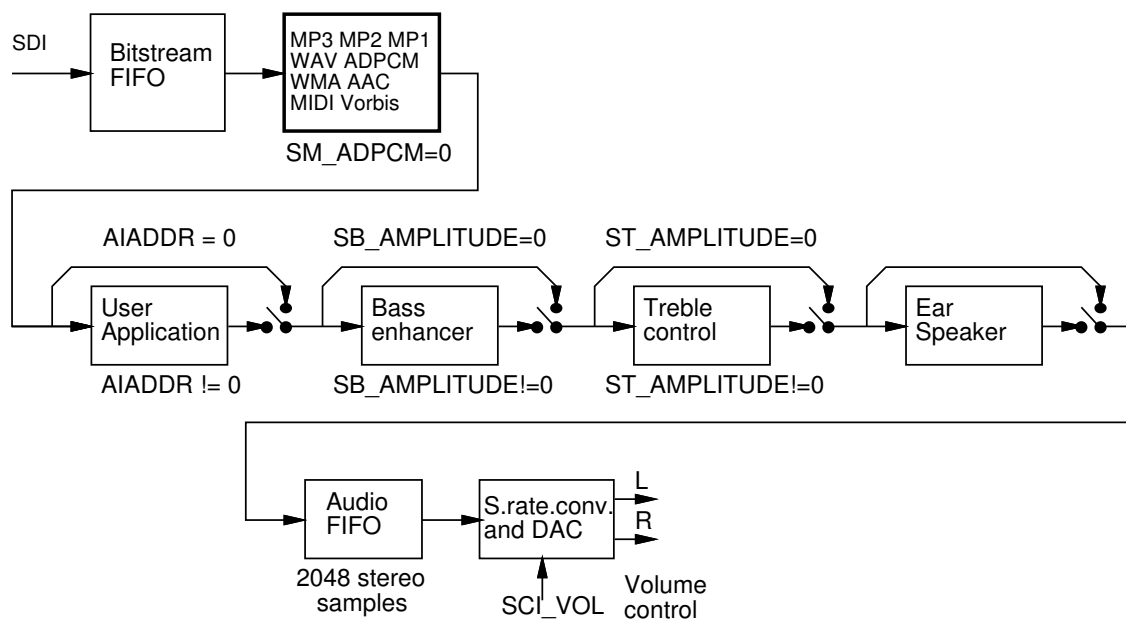 SDI
Bitstream
FIFO
MP3 MP2 MP1
WAV ADPCM
WMA AAC
MIDI Vorbis
SM_ADPCM=0
AIADDR = 0
SB_AMPLITUDE=0
ST_AMPLITUDE=0
User
Application
Bass
enhancer
Treble
control
Ear
Speaker
AIADDR != 0
SB_AMPLITUDE!=0
ST_AMPLITUDE!=0
Audio
FIFO
2048 stereo
samples
S.rate.conv.
and DAC
L
R
SCI_VOL
Volume
control